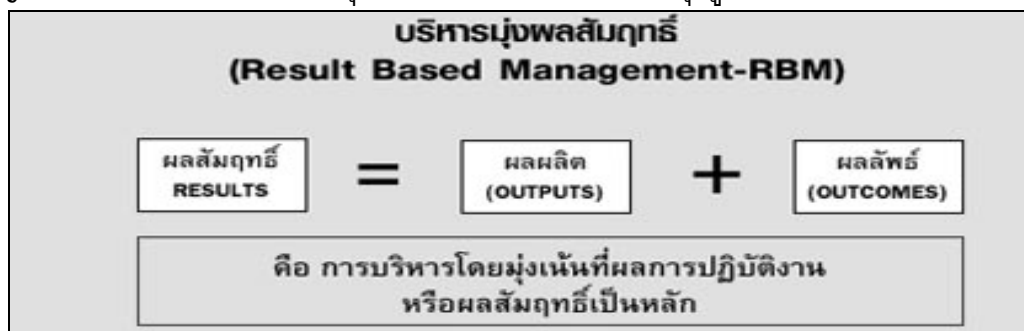 บริหารมุ่งผลสัมฤทธิ์
(Result Based Management-RBM)
ผลสัมฤทธิ์ = ผลผลิต + ผลลัพธ์
RESULTS (OUTPUTS) (OUTCOMES)
คือ การบริหารโดยมุ่งเน้นที่ผลการปฏิบัติงาน
หรือผลสัมฤทธิ์เป็นหลัก